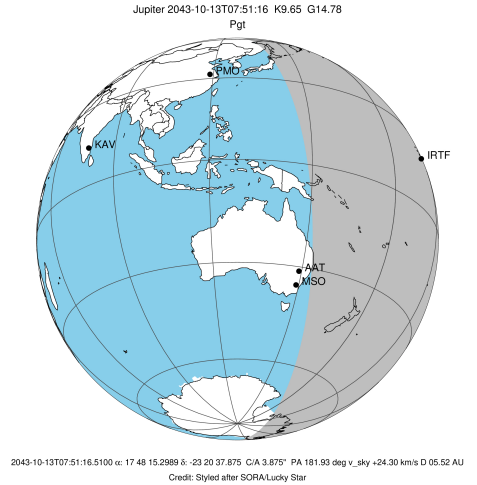 Jupiter 2043-10-13T07:51:16 K9.65 G14.78
Pgt
PMO
KAV
IRTF
AAT
MSO
2043-10-13T07:51:16.5100 α: 17 48 15.2989 δ: -23 20 37.875 C/A 3.875" PA 181.93 deg v_sky +24.30 km/s D 05.52 AU
Credit: Styled after SORA/Lucky Star